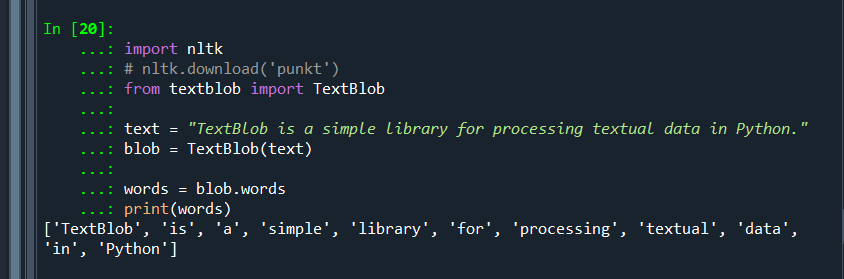 In [20]:
...: import nltk
...: # nltk.download('punkt')
...: from textblob import TextBlob
...:
...: text = "TextBlob is a simple library for processing textual data in Python."
...: blob = TextBlob(text)
...:
...: words = blob.words
...: print(words)
['TextBlob', 'is', 'a', 'simple', 'library', 'for', 'processing', 'textual', 'data',
'in', 'Python']